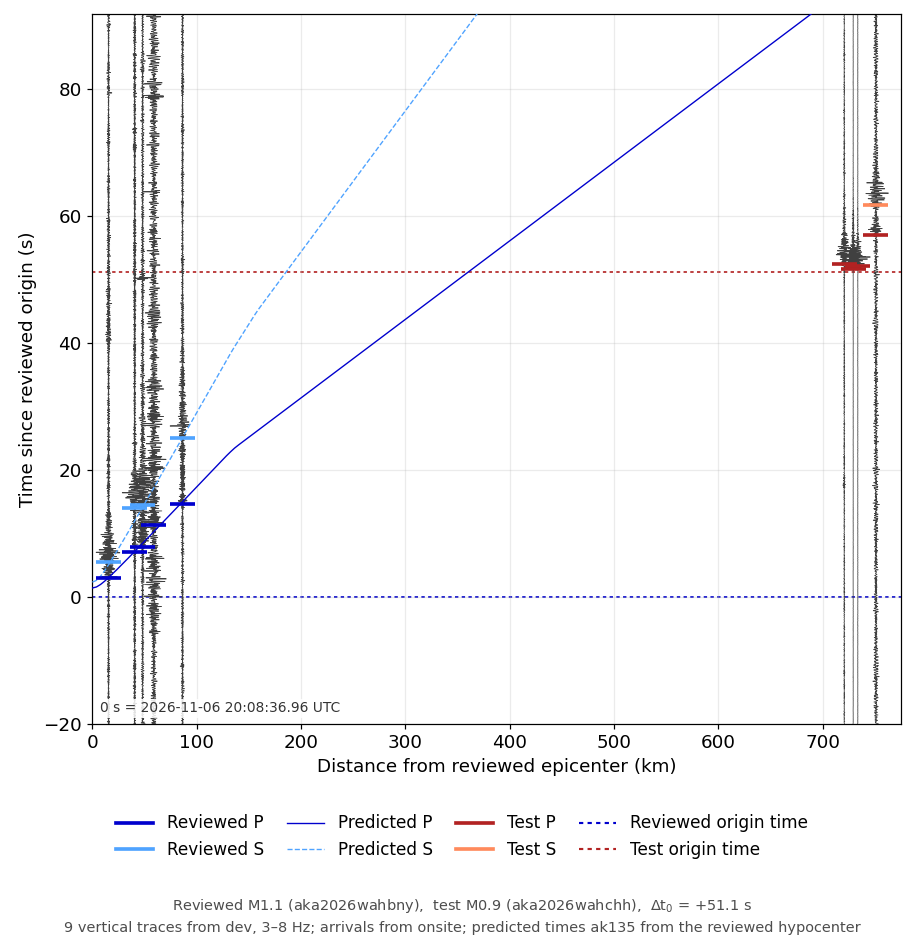 80
60
40
20
0
−20
Time since reviewed origin (s)
0 s = 2026-11-06 20:08:36.96 UTC
0 100 200 300 400 500 600 700
Distance from reviewed epicenter (km)
Reviewed P Predicted P Test P Reviewed origin time
Reviewed S Predicted S Test S Test origin time
Reviewed M1.1 (aka2026wahbny), test M0.9 (aka2026wahchh), Δt₀ = +51.1 s
9 vertical traces from dev, 3–8 Hz; arrivals from onsite; predicted times ak135 from the reviewed hypocenter